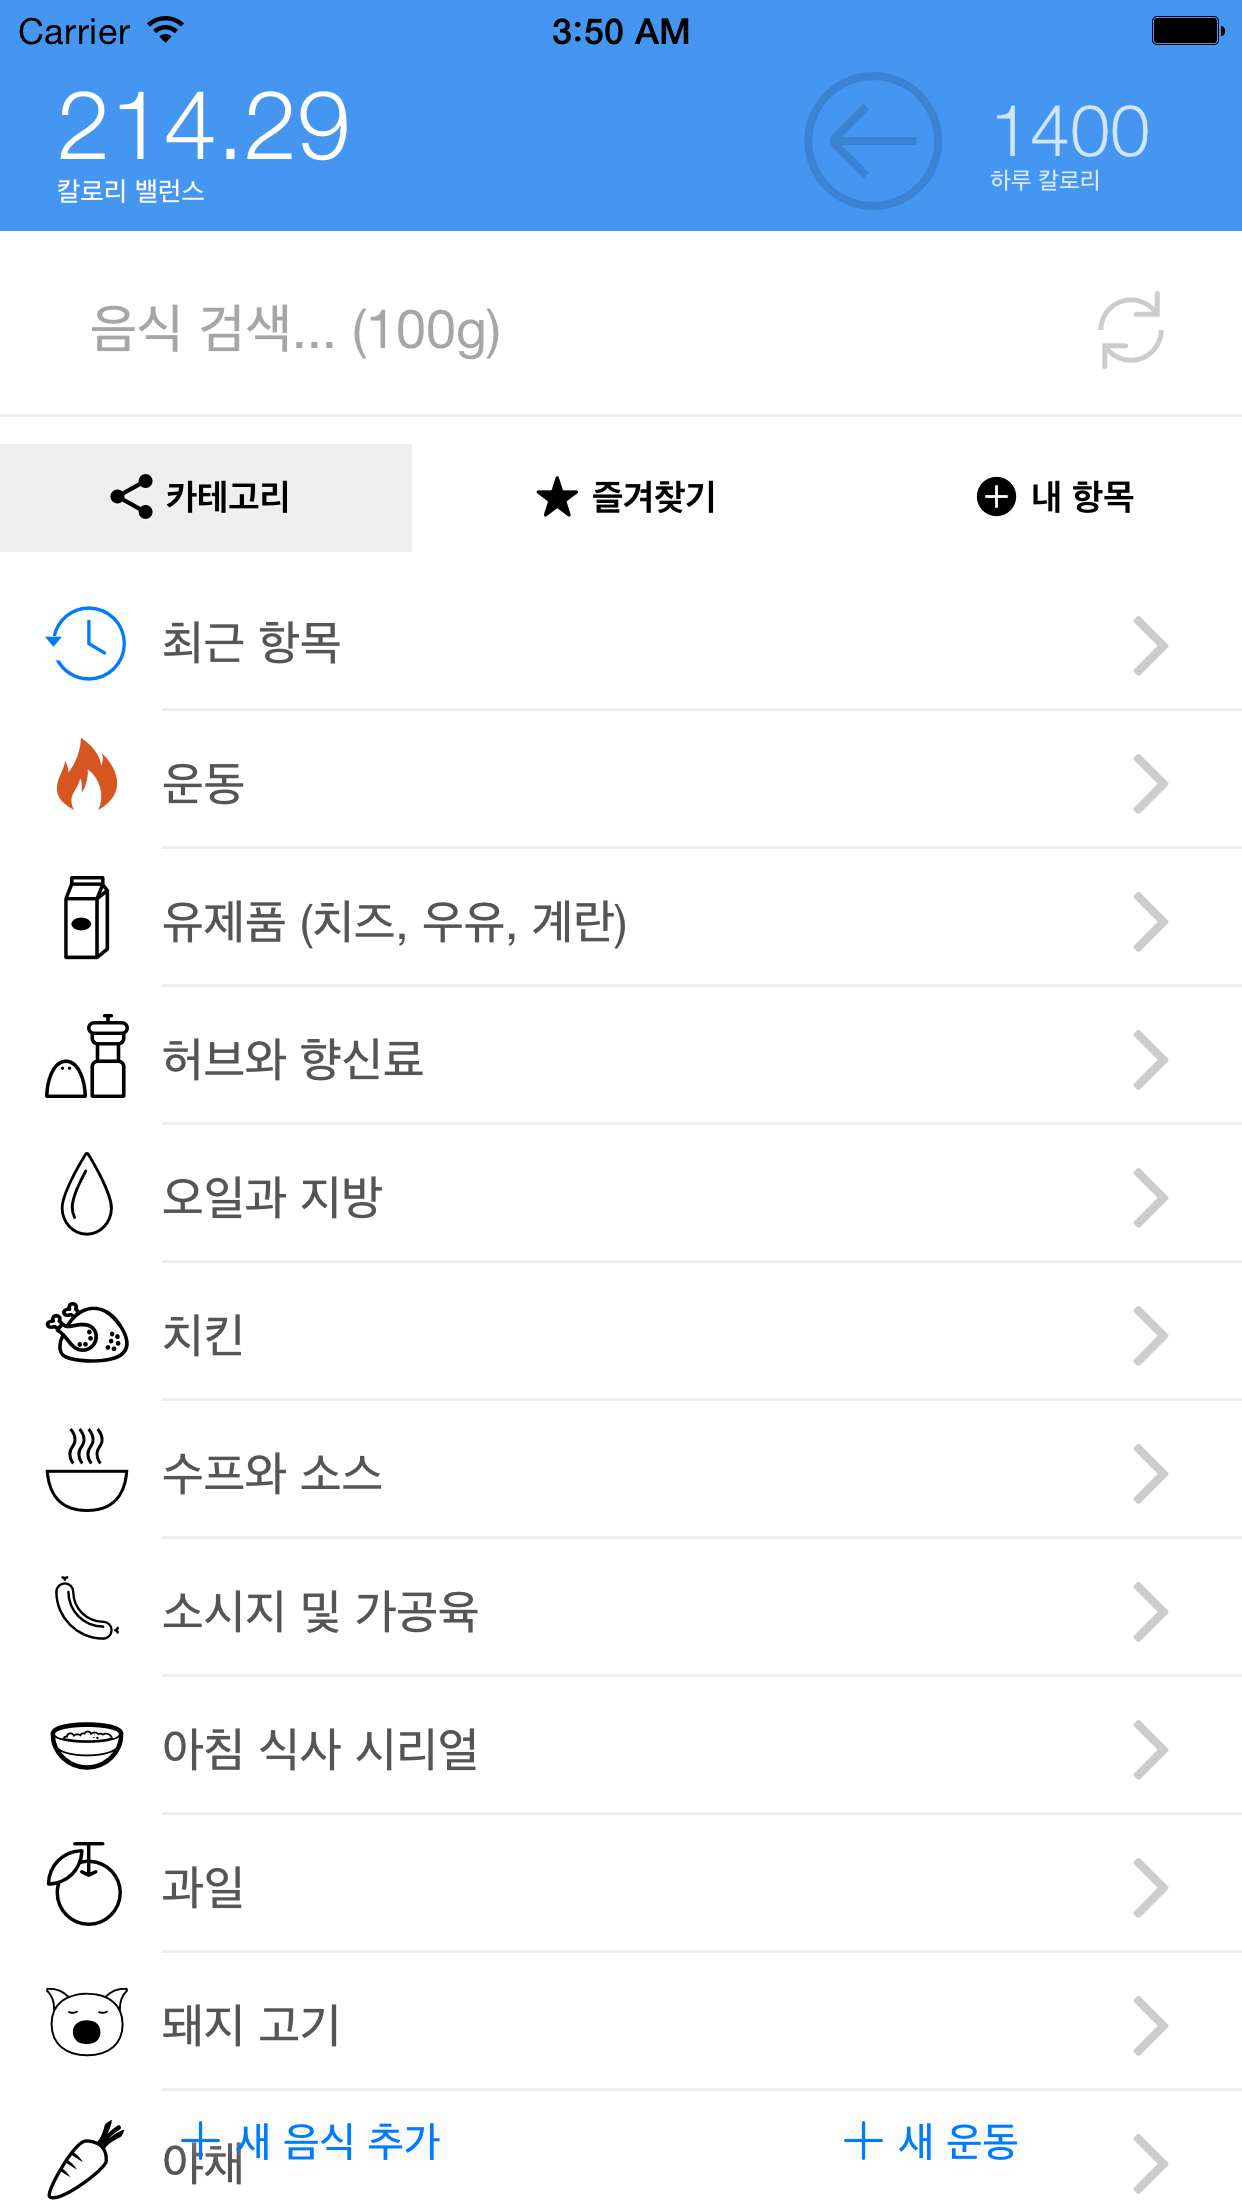 Carrier 3:50 AM
214.29
칼로리 밸런스
1400
하루 칼로리
음식 검색... (100g)
카테고리
즐겨찾기
내 항목
최근 항목
운동
유제품 (치즈, 우유, 계란)
허브와 향신료
오일과 지방
치킨
수프와 소스
소시지 및 가공육
아침 식사 시리얼
과일
돼지 고기
야채
+ 새 음식 추가
+ 새 운동